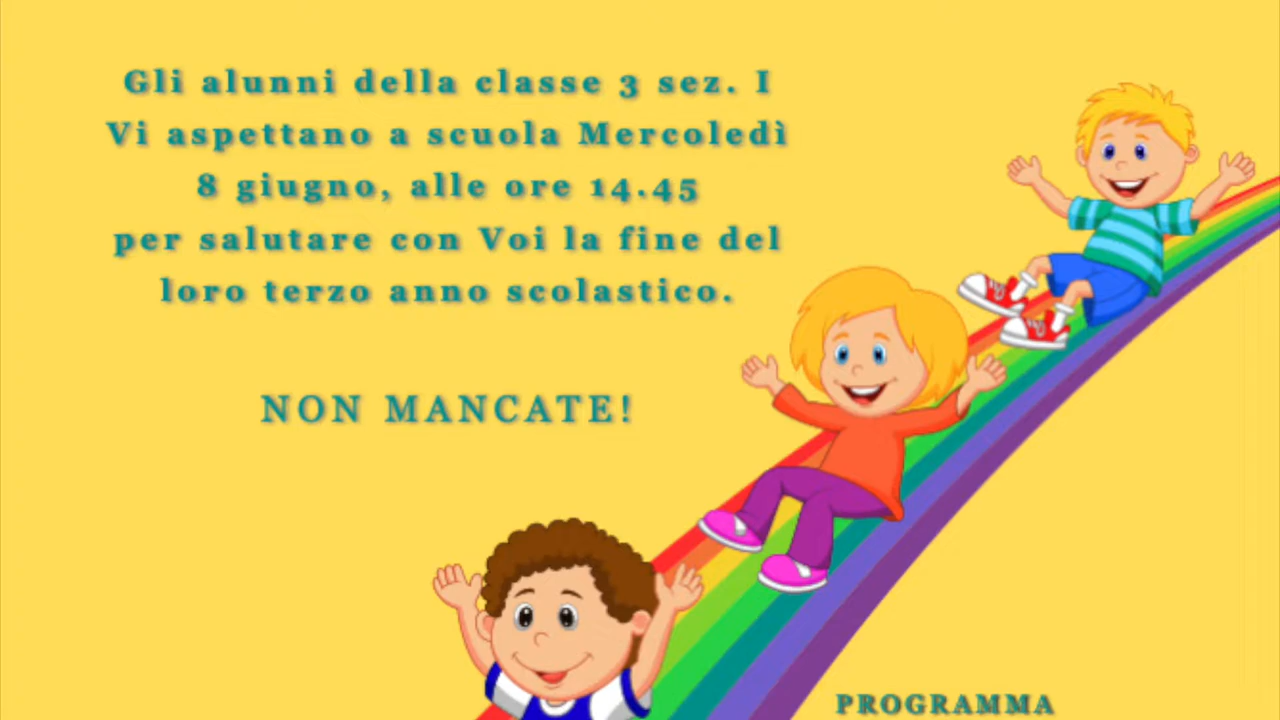 Gli alunni della classe 3 sez. I
Vi aspettano a scuola Mercoledì
8 giugno, alle ore 14.45
per salutare con Voi la fine del
loro terzo anno scolastico.
NON MANCATE!
PROGRAMMA